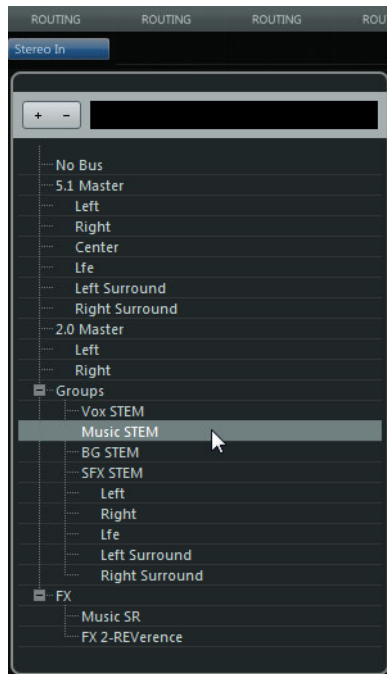 ROUTING ROUTING ROUTING ROU
Stereo In
+ -
No Bus
5.1 Master
Left
Right
Center
Lfe
Left Surround
Right Surround
2.0 Master
Left
Right
Groups
Vox STEM
Music STEM
BG STEM
SFX STEM
Left
Right
Lfe
Left Surround
Right Surround
FX
Music SR
FX 2-REVerence